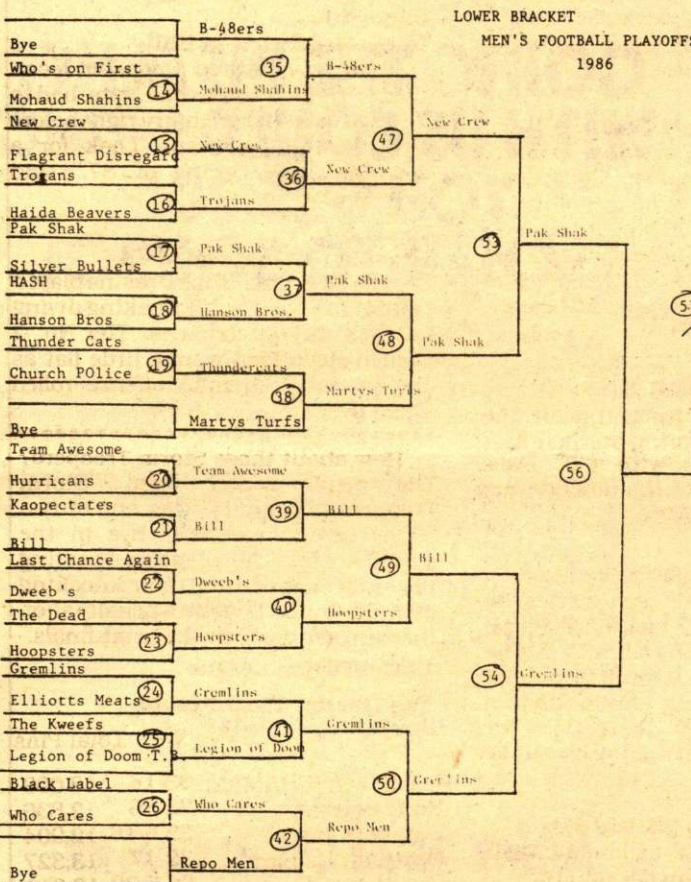 LOWER BRACKET
MEN'S FOOTBALL PLAYOFFS
1986
B-48ers
Bye
Who's on First
35
B-48ers
14
Mohaud Shahins
Mohaud Shahins
New Crew
47
New Crew
15
New Crew
Flagrant Disregard
Trojans
36
New Crew
16
Trojans
Haida Beavers
Pak Shak
53
Pak Shak
17
Pak Shak
Silver Bullets
HASH
37
Pak Shak
18
Hanson Bros.
Hanson Bros
Thunder Cats
48
Pak Shak
19
Thundercats
Church POlice
38
Martys Turfs
Martys Turfs
Bye
Team Awesome
56
20
Team Awesome
Hurricans
Kaopectates
39
Bill
21
Bill
Bill
Last Chance Again
49
Bill
22
Dweeb's
Dweeb's
The Dead
40
Hoopsters
23
Hoopsters
Hoopsters
Gremlins
54
Gremlins
24
Gremlins
Elliotts Meats
The Kweefs
41
Gremlins
25
Legion of Doom
Legion of Doom T.B.
Black Label
50
Gremlins
26
Who Cares
Who Cares
42
Repo Men
Repo Men
Bye